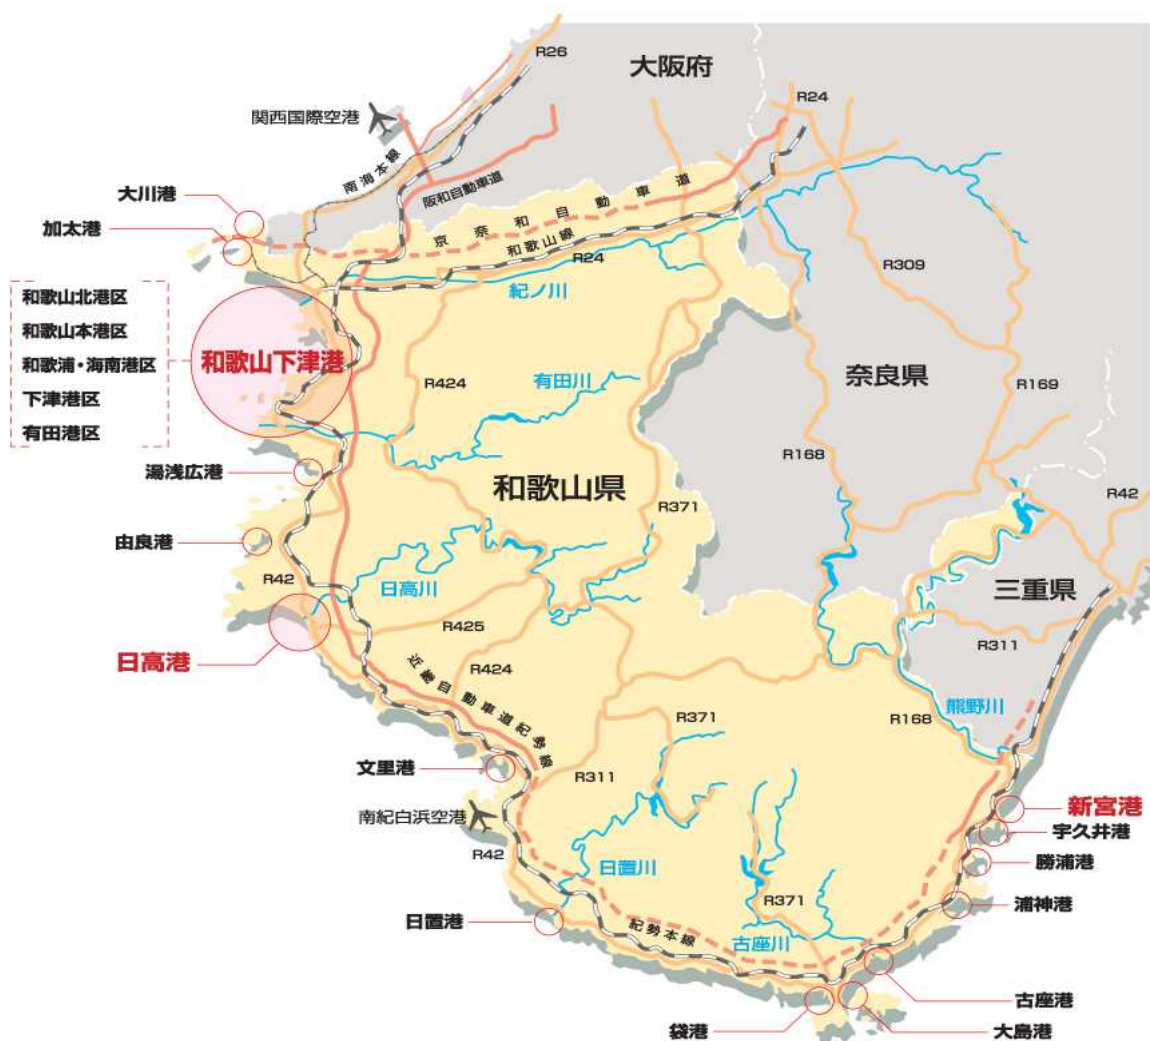 R26
大阪府
R24
関西国際空港
南海本線
阪和自動車道
大川港
加太港
京奈和自動車道
和歌山線
R24
紀ノ川
R309
和歌山北港区
和歌山本港区
和歌浦・海南港区
下津港区
有田港区
和歌山下津港
R424
有田川
奈良県
R169
湯浅広港
和歌山県
R168
R42
R371
由良港
R42
日高川
三重県
日高港
R425
R311
R424
近畿自動車道紀勢線
熊野川
R168
R371
文里港
R311
南紀白浜空港
新宮港
宇久井港
R42
勝浦港
日置川
浦神港
R371
日置港
紀勢本線
古座川
古座港
袋港
大島港